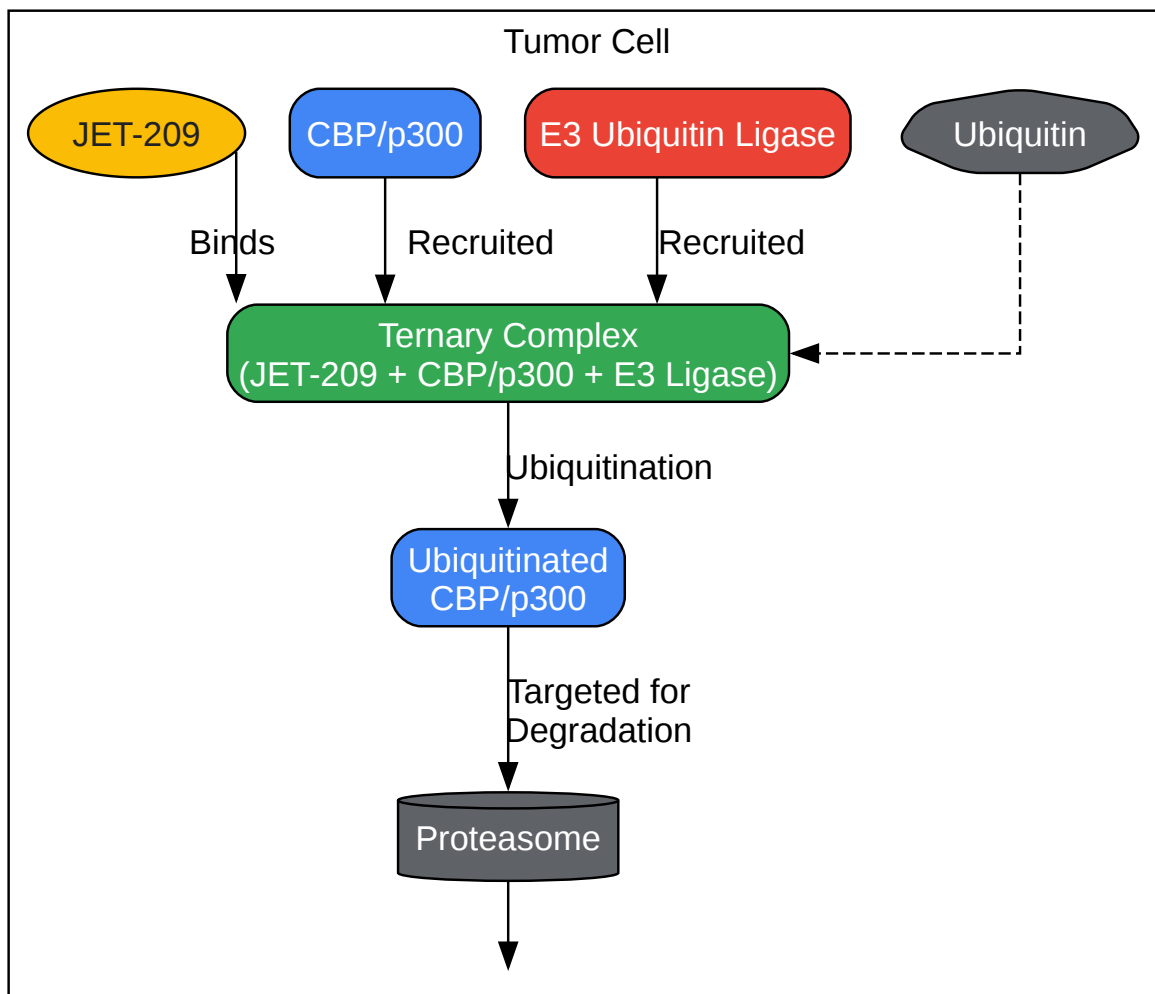 Tumor Cell
JET-209
CBP/p300
E3 Ubiquitin Ligase
Ubiquitin
Binds
Recruited
Recruited
Ternary Complex
(JET-209 + CBP/p300 + E3 Ligase)
Ubiquitination
Ubiquitinated
CBP/p300
Targeted for
Degradation
Proteasome